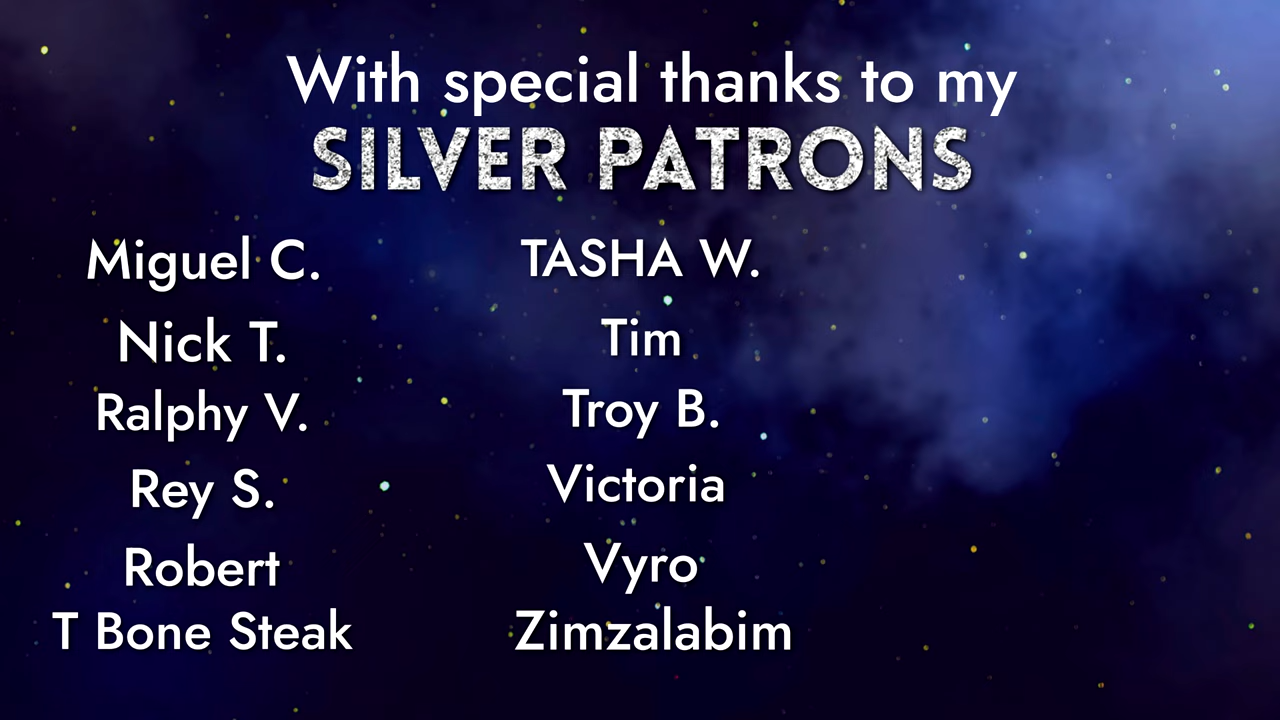 With special thanks to my
SILVER PATRONS
Miguel C.
Nick T.
Ralphy V.
Rey S.
Robert
T Bone Steak
TASHA W.
Tim
Troy B.
Victoria
Vyro
Zimzalabim